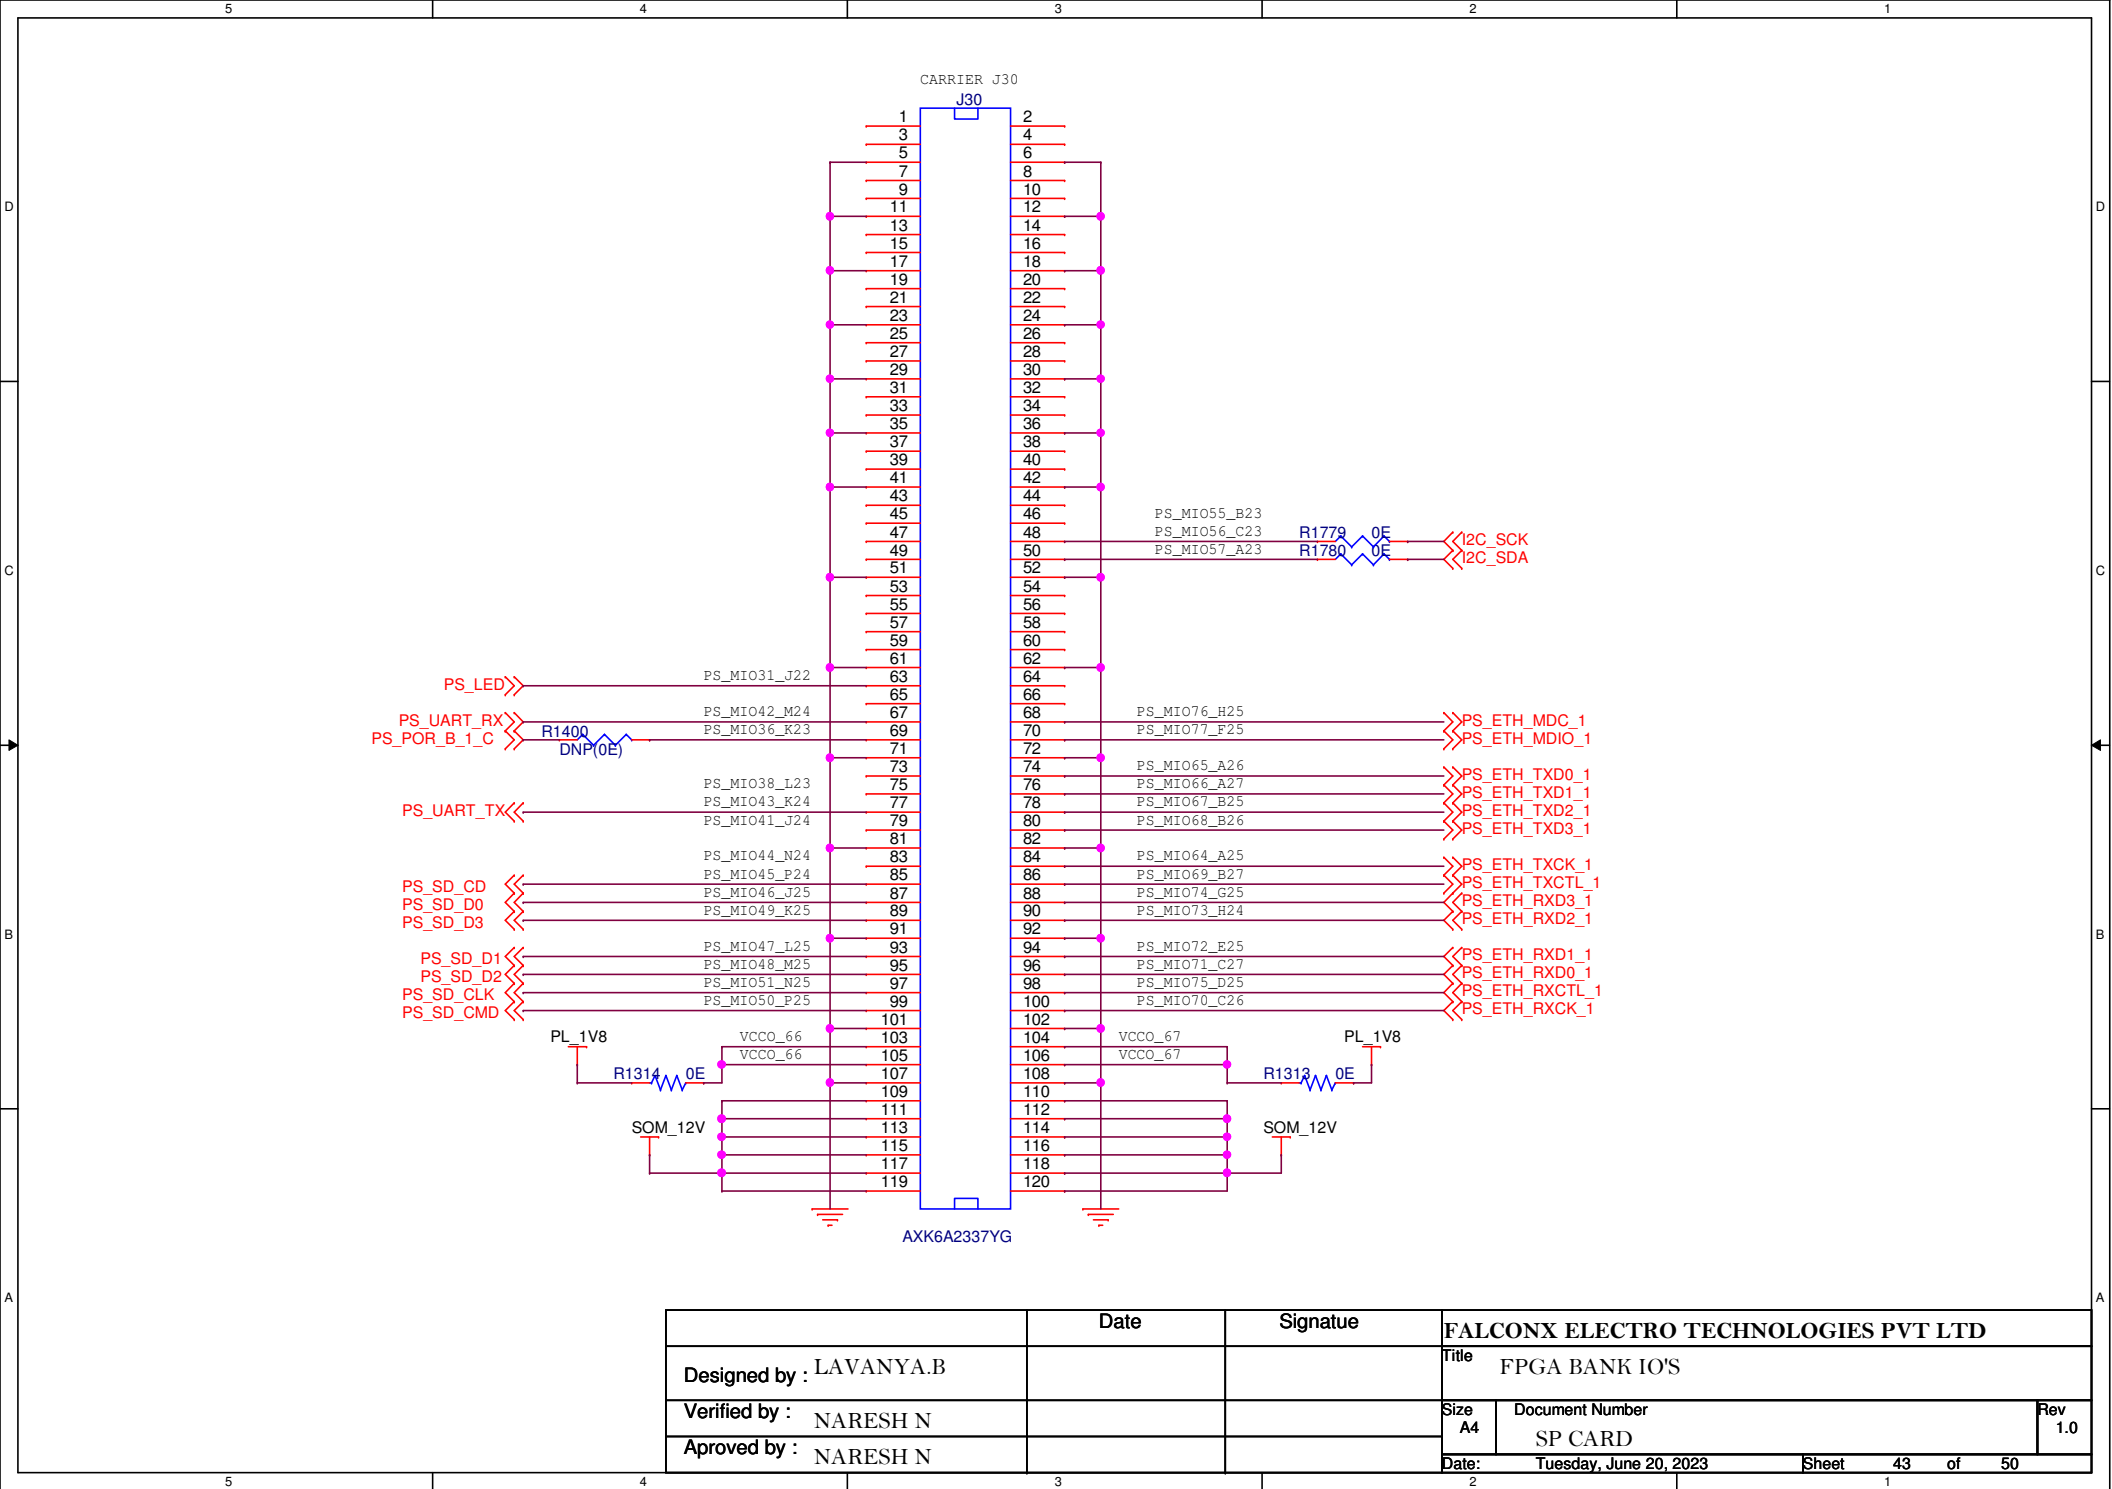 5 4 3 2 1
CARRIER J30
J30
1 2
3 4
5 6
7 8
9 10
D 11 12 D
13 14
15 16
17 18
19 20
21 22
23 24
25 26
27 28
29 30
31 32
33 34
35 36
37 38
39 40
41 42
43 44
45 46 PS_MIO55_B23
47 48 PS_MIO56_C23 R1779 0E I2C_SCK
49 50 PS_MIO57_A23 R1780 0E I2C_SDA
C 51 52 C
53 54
55 56
57 58
59 60
61 62
PS_LED PS_MIO31_J22 63 64
65 66
PS_UART_RX PS_MIO42_M24 67 68 PS_MIO76_H25 PS_ETH_MDC_1
PS_POR_B_1_C R1400 DNP(0E) PS_MIO36_K23 69 70 PS_MIO77_F25 PS_ETH_MDIO_1
71 72
73 74 PS_MIO65_A26 PS_ETH_TXD0_1
PS_MIO38_L23 75 76 PS_MIO66_A27 PS_ETH_TXD1_1
PS_UART_TX PS_MIO43_K24 77 78 PS_MIO67_B25 PS_ETH_TXD2_1
PS_MIO41_J24 79 80 PS_MIO68_B26 PS_ETH_TXD3_1
81 82
PS_MIO44_N24 83 84 PS_MIO64_A25 PS_ETH_TXCK_1
PS_SD_CD PS_MIO45_P24 85 86 PS_MIO69_B27 PS_ETH_TXCTL_1
PS_SD_D0 PS_MIO46_J25 87 88 PS_MIO74_G25 PS_ETH_RXD3_1
PS_SD_D3 PS_MIO49_K25 89 90 PS_MIO73_H24 PS_ETH_RXD2_1
B 91 92 B
PS_SD_D1 PS_MIO47_L25 93 94 PS_MIO72_E25 PS_ETH_RXD1_1
PS_SD_D2 PS_MIO48_M25 95 96 PS_MIO71_C27 PS_ETH_RXD0_1
PS_SD_CLK PS_MIO51_N25 97 98 PS_MIO75_D25 PS_ETH_RXCTL_1
PS_SD_CMD PS_MIO50_P25 99 100 PS_MIO70_C26 PS_ETH_RXCK_1
101 102
PL_1V8 VCCO_66 103 104 VCCO_67 PL_1V8
VCCO_66 105 106 VCCO_67
R1314 0E 107 108 R1313 0E
109 110
111 112
SOM_12V 113 114 SOM_12V
115 116
117 118
119 120
AXK6A2337YG
A A
Date Signatue FALCONX ELECTRO TECHNOLOGIES PVT LTD
Designed by : LAVANYA.B Title FPGA BANK IO'S
Verified by : NARESH N Size A4 Document Number SP CARD Rev 1.0
Aproved by : NARESH N
Date: Tuesday, June 20, 2023 Sheet 43 of 50
5 4 3 2 1